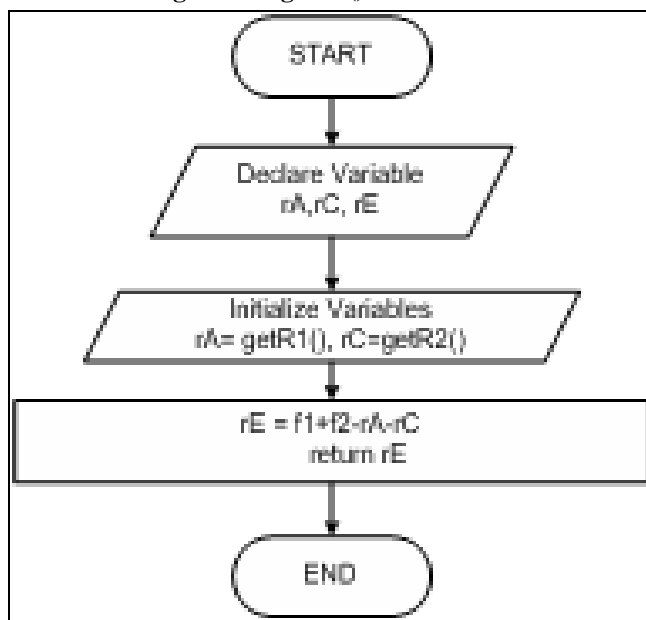 START
Declare Variable
rA,rC, rE
Initialize Variables
rA= getR1(), rC=getR2()
rE = f1+f2-rA-rC
return rE
END